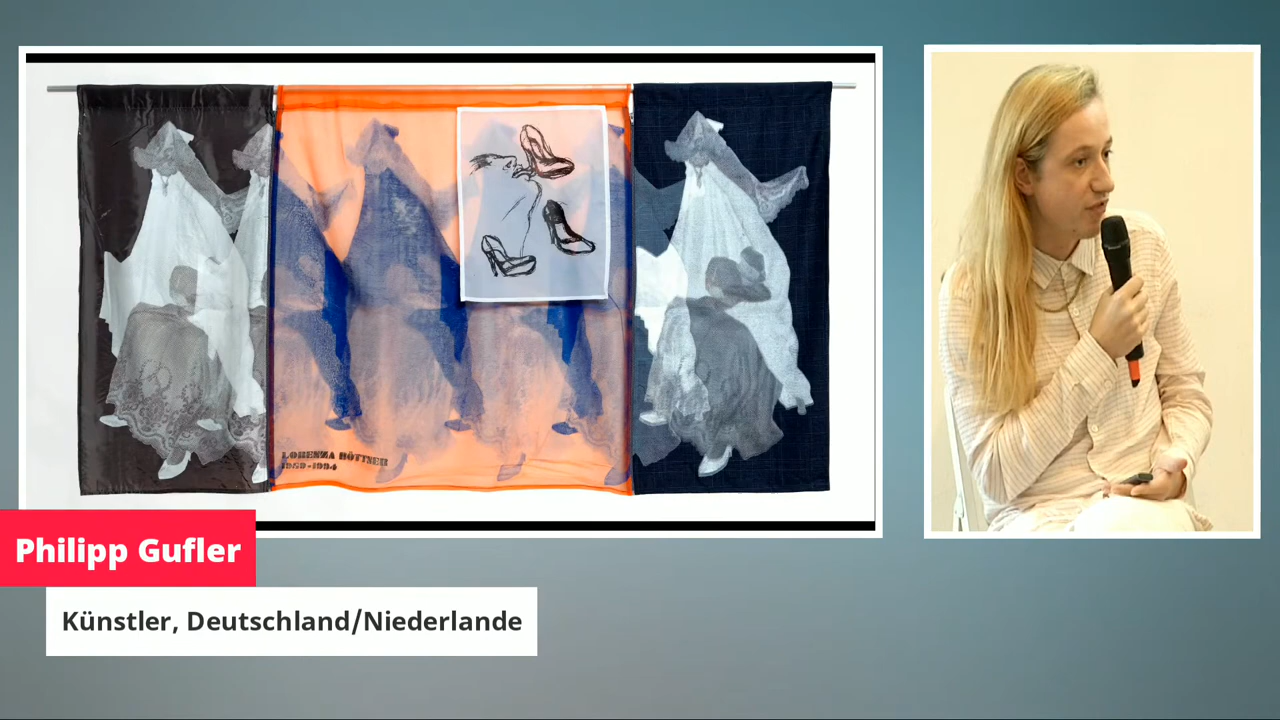 LORENZA BÖTTNER
1959-1994
Philipp Gufler
Künstler, Deutschland/Niederlande